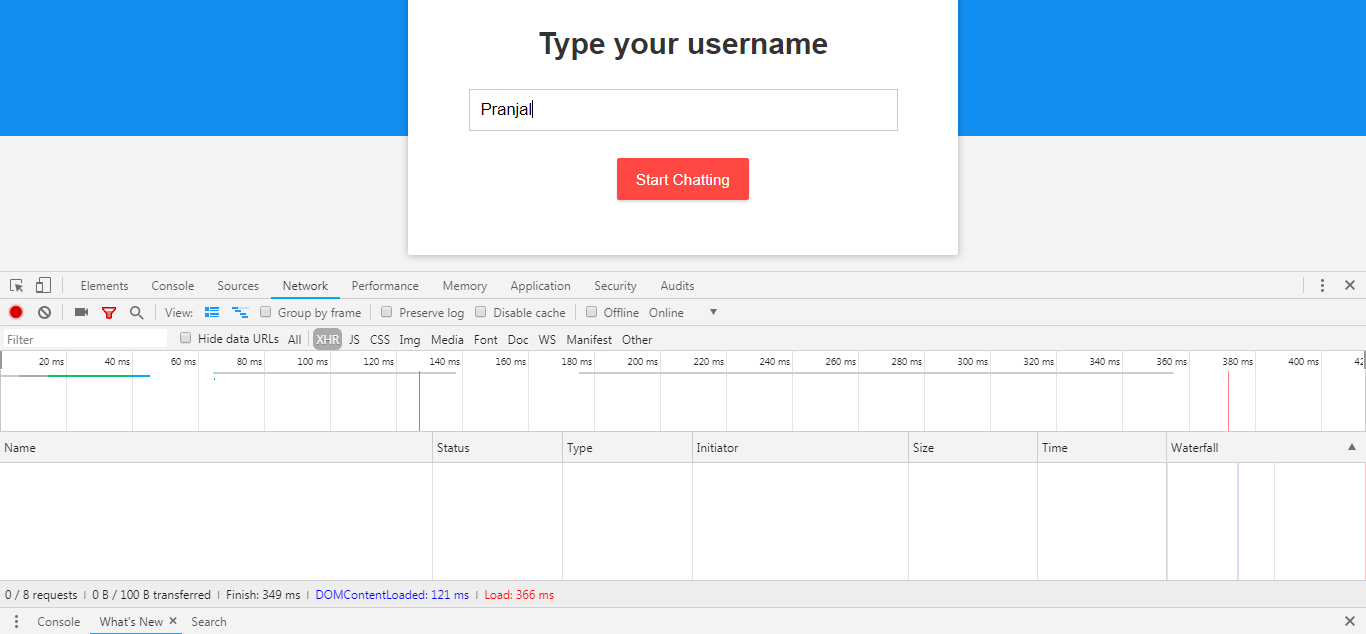 Type your username
Pranjal
Start Chatting
Elements Console Sources Network Performance Memory Application Security Audits
View: Group by frame Preserve log Disable cache Offline Online
Filter Hide data URLs All XHR JS CSS Img Media Font Doc WS Manifest Other
20 ms 40 ms 60 ms 80 ms 100 ms 120 ms 140 ms 160 ms 180 ms 200 ms 220 ms 240 ms 260 ms 280 ms 300 ms 320 ms 340 ms 360 ms 380 ms 400 ms
Name Status Type Initiator Size Time Waterfall
0 / 8 requests | 0 B / 100 B transferred | Finish: 349 ms | DOMContentLoaded: 121 ms | Load: 366 ms
Console What's New Search